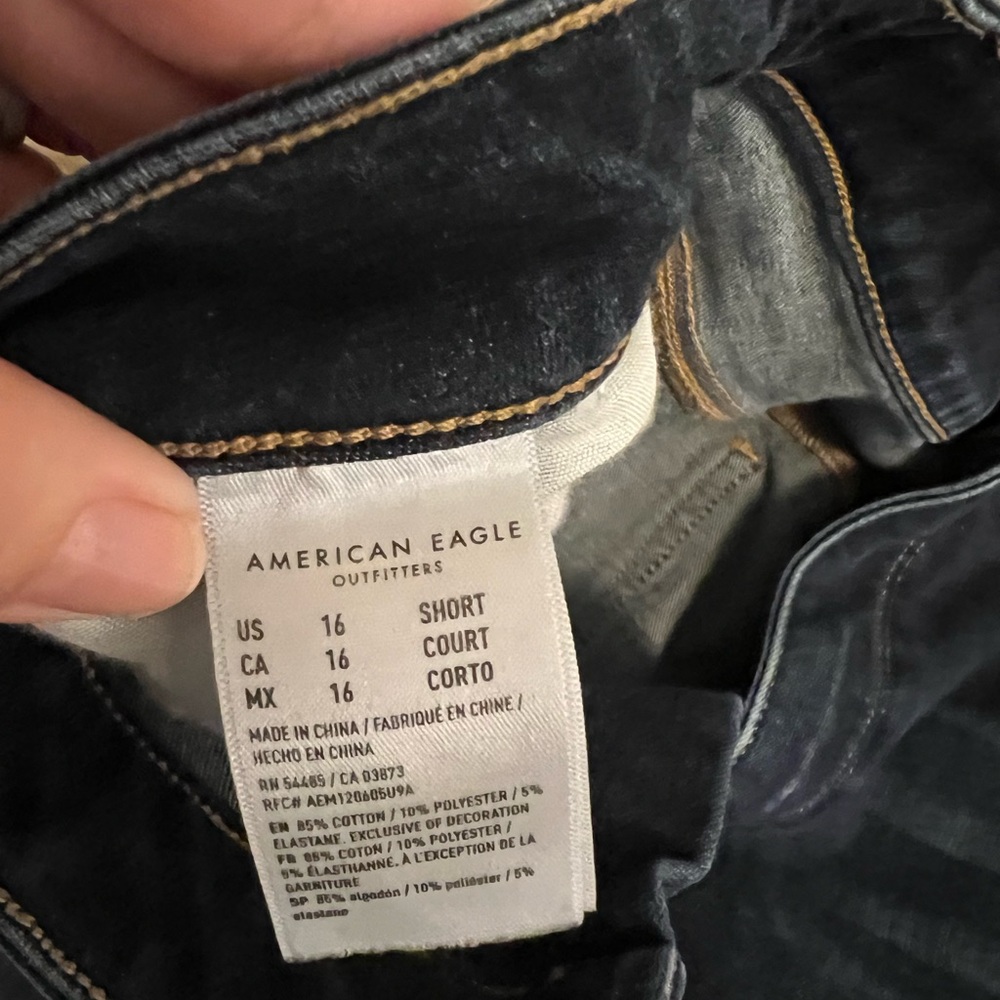 AMERICAN EAGLE
OUTFITTERS
US 16 SHORT
CA 16 COURT
MX 16 CORTO
MADE IN CHINA / FABRIQUÉ EN CHINE /
HECHO EN CHINA
RN 54485 / CA 03873
RFC# AEM120605U9A
EN 85% COTTON / 10% POLYESTER / 5%
ELASTANE. EXCLUSIVE OF DECORATION
FR 85% COTON / 10% POLYESTER /
5% ÉLASTHANNE, À L'EXCEPTION DE LA
GARNITURE
SP 85% algodón / 10% poliéster / 5%
elastano